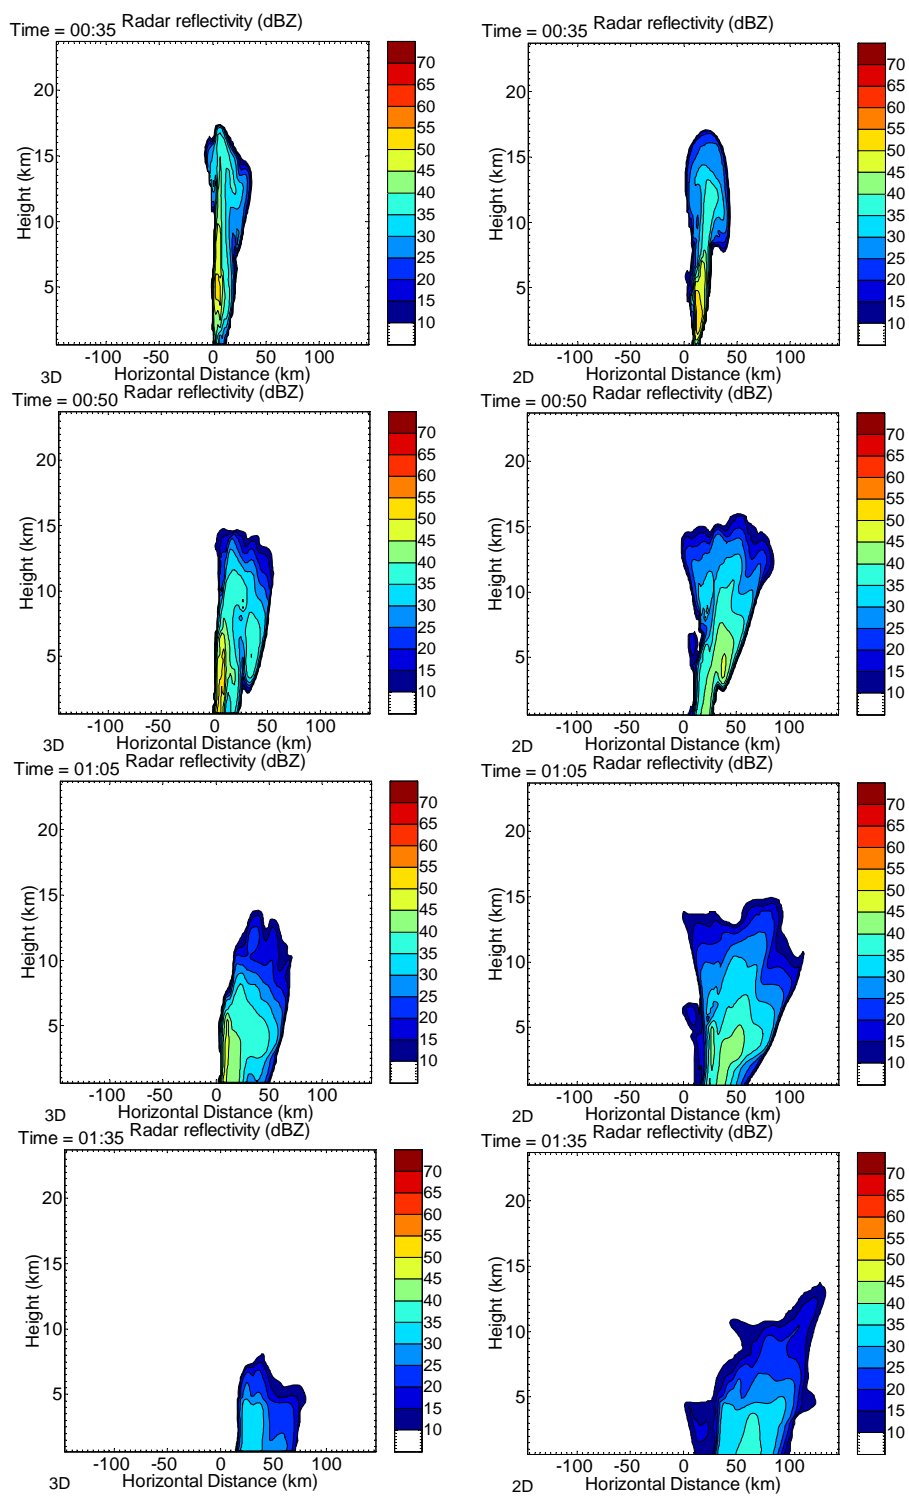 Radar reflectivity (dBZ)
Time = 00:35
20
15
10
5
Height (km)
-100 -50 0 50 100
Horizontal Distance (km)
3D
70
65
60
55
50
45
40
35
30
25
20
15
10
Radar reflectivity (dBZ)
Time = 00:35
20
15
10
5
Height (km)
-100 -50 0 50 100
Horizontal Distance (km)
2D
70
65
60
55
50
45
40
35
30
25
20
15
10
Radar reflectivity (dBZ)
Time = 00:50
20
15
10
5
Height (km)
-100 -50 0 50 100
Horizontal Distance (km)
3D
70
65
60
55
50
45
40
35
30
25
20
15
10
Radar reflectivity (dBZ)
Time = 00:50
20
15
10
5
Height (km)
-100 -50 0 50 100
Horizontal Distance (km)
2D
70
65
60
55
50
45
40
35
30
25
20
15
10
Radar reflectivity (dBZ)
Time = 01:05
20
15
10
5
Height (km)
-100 -50 0 50 100
Horizontal Distance (km)
3D
70
65
60
55
50
45
40
35
30
25
20
15
10
Radar reflectivity (dBZ)
Time = 01:05
20
15
10
5
Height (km)
-100 -50 0 50 100
Horizontal Distance (km)
2D
70
65
60
55
50
45
40
35
30
25
20
15
10
Radar reflectivity (dBZ)
Time = 01:35
20
15
10
5
Height (km)
-100 -50 0 50 100
Horizontal Distance (km)
3D
70
65
60
55
50
45
40
35
30
25
20
15
10
Radar reflectivity (dBZ)
Time = 01:35
20
15
10
5
Height (km)
-100 -50 0 50 100
Horizontal Distance (km)
2D
70
65
60
55
50
45
40
35
30
25
20
15
10